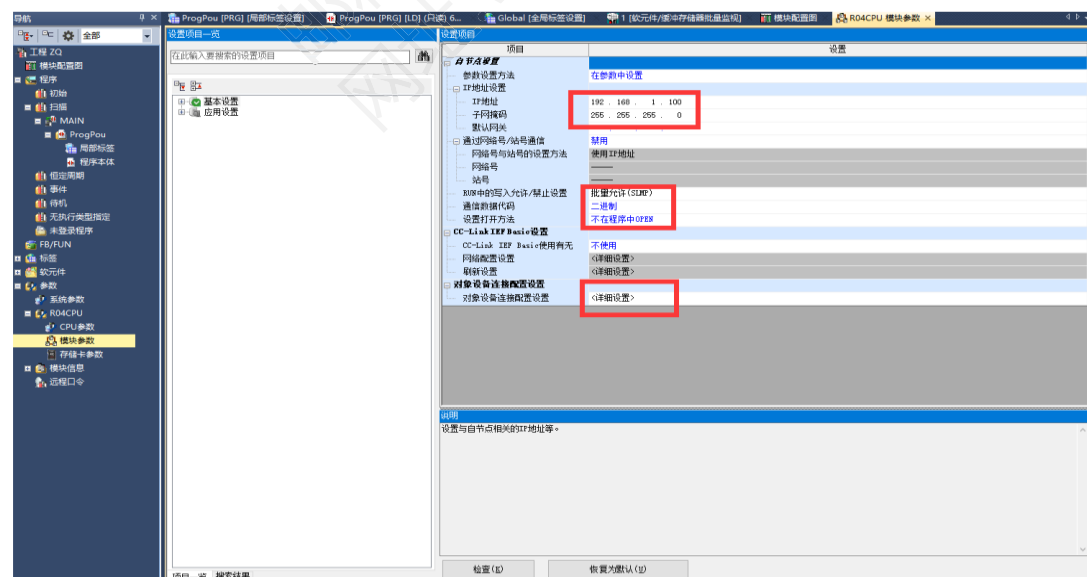 导航
ProgPou [PRG] [局部标签设置]
ProgPou [PRG] [LD] (只读) 6...
Global [全局标签设置]
1 [软元件/缓冲存储器批量监视]
模块配置图
R04CPU 模块参数
全部
工程 ZQ
模块配置图
程序
初始
扫描
MAIN
ProgPou
局部标签
程序本体
恒定周期
事件
待机
无执行类型指定
未登录程序
FB/FUN
标签
软元件
参数
系统参数
R04CPU
CPU参数
模块参数
存储卡参数
模块信息
远程口令
设置项目一览
在此输入要搜索的设置项目
基本设置
应用设置
项目一览 搜索结果
设置项目
项目 设置
自节点设置
参数设置方法 在参数中设置
IP地址设置
IP地址 192 . 168 . 1 . 100
子网掩码 255 . 255 . 255 . 0
默认网关 . . .
通过网络号/站号通信 禁用
网络号与站号的设置方法 使用IP地址
网络号 ——
站号 ——
RUN中的写入允许/禁止设置 批量允许(SLMP)
通信数据代码 二进制
设置打开方法 不在程序中OPEN
CC-Link IEF Basic设置
CC-Link IEF Basic使用有无 不使用
网络配置设置 <详细设置>
刷新设置 <详细设置>
对象设备连接配置设置
对象设备连接配置设置 <详细设置>
说明
设置与自节点相关的IP地址等。
检查(K) 恢复为默认(U)